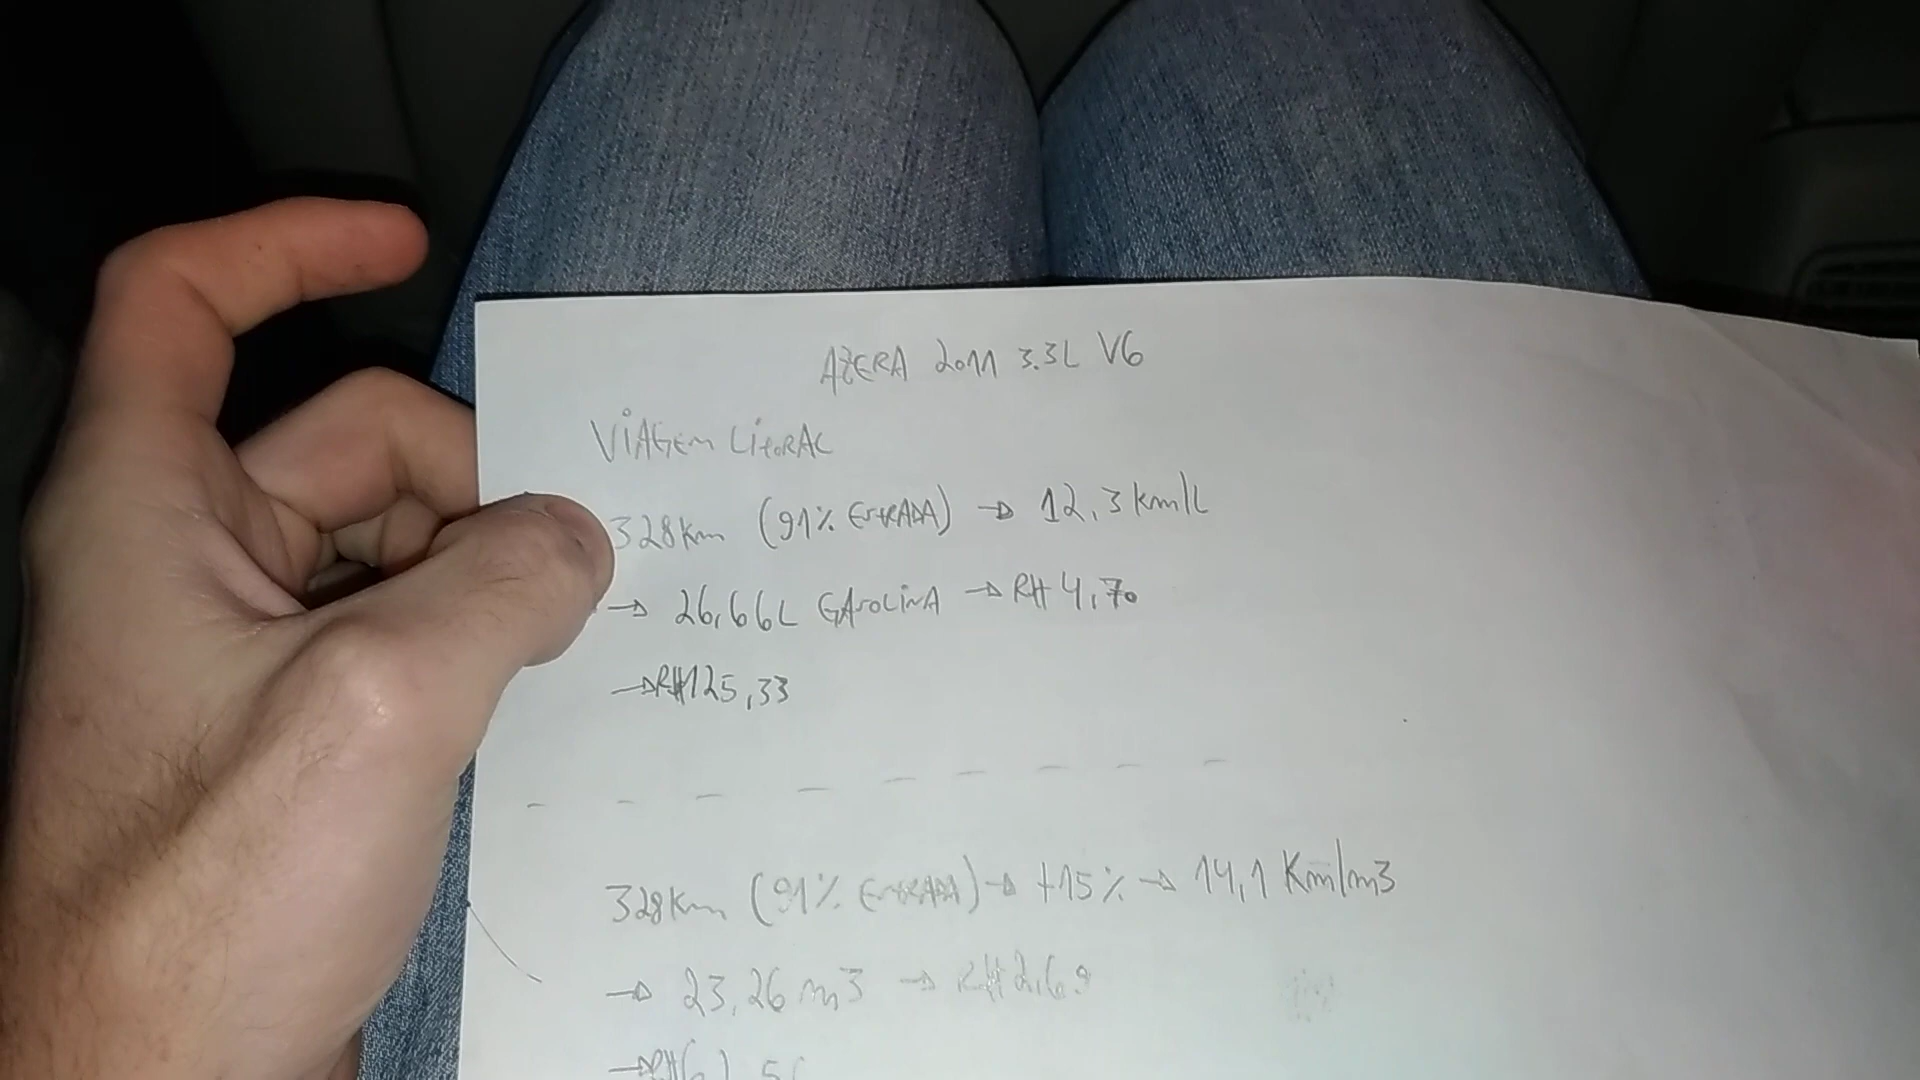 AZERA 2011 3.3L V6
VIAGEM LITORAL
328Km (91% ESTRADA) → 12,3 km/L
→ 26,66L GASOLINA → R$ 4,70
→ R$125,33
328Km (91% ESTRADA) → +15% → 14,1 Km/m3
→ 23,26 m3 → R$2,69